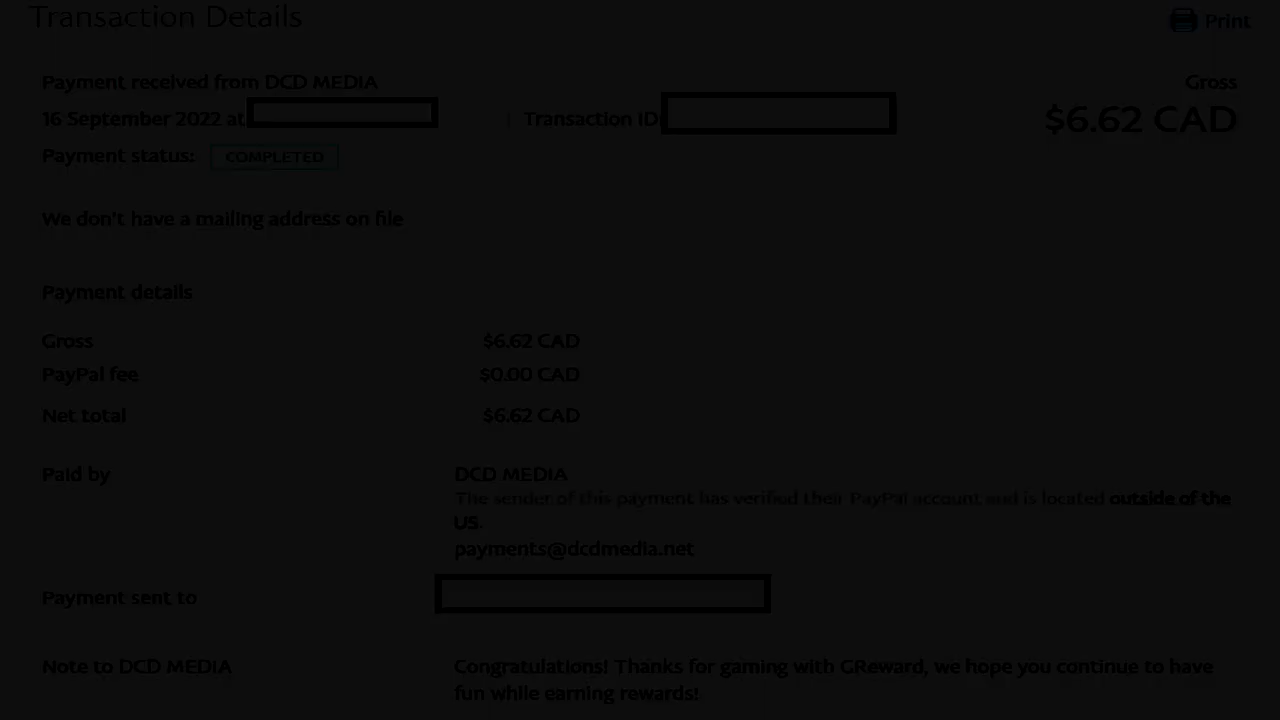 Transaction Details
Print
Payment received from DCD MEDIA
Gross
16 September 2022 at
Transaction ID:
$6.62 CAD
Payment status: COMPLETED
We don't have a mailing address on file
Payment details
Gross $6.62 CAD
PayPal fee $0.00 CAD
Net total $6.62 CAD
Paid by DCD MEDIA
The sender of this payment has verified their PayPal account and is located outside of the
US.
payments@dcdmedia.net
Payment sent to
Note to DCD MEDIA Congratulations! Thanks for gaming with GReward, we hope you continue to have
fun while earning rewards!